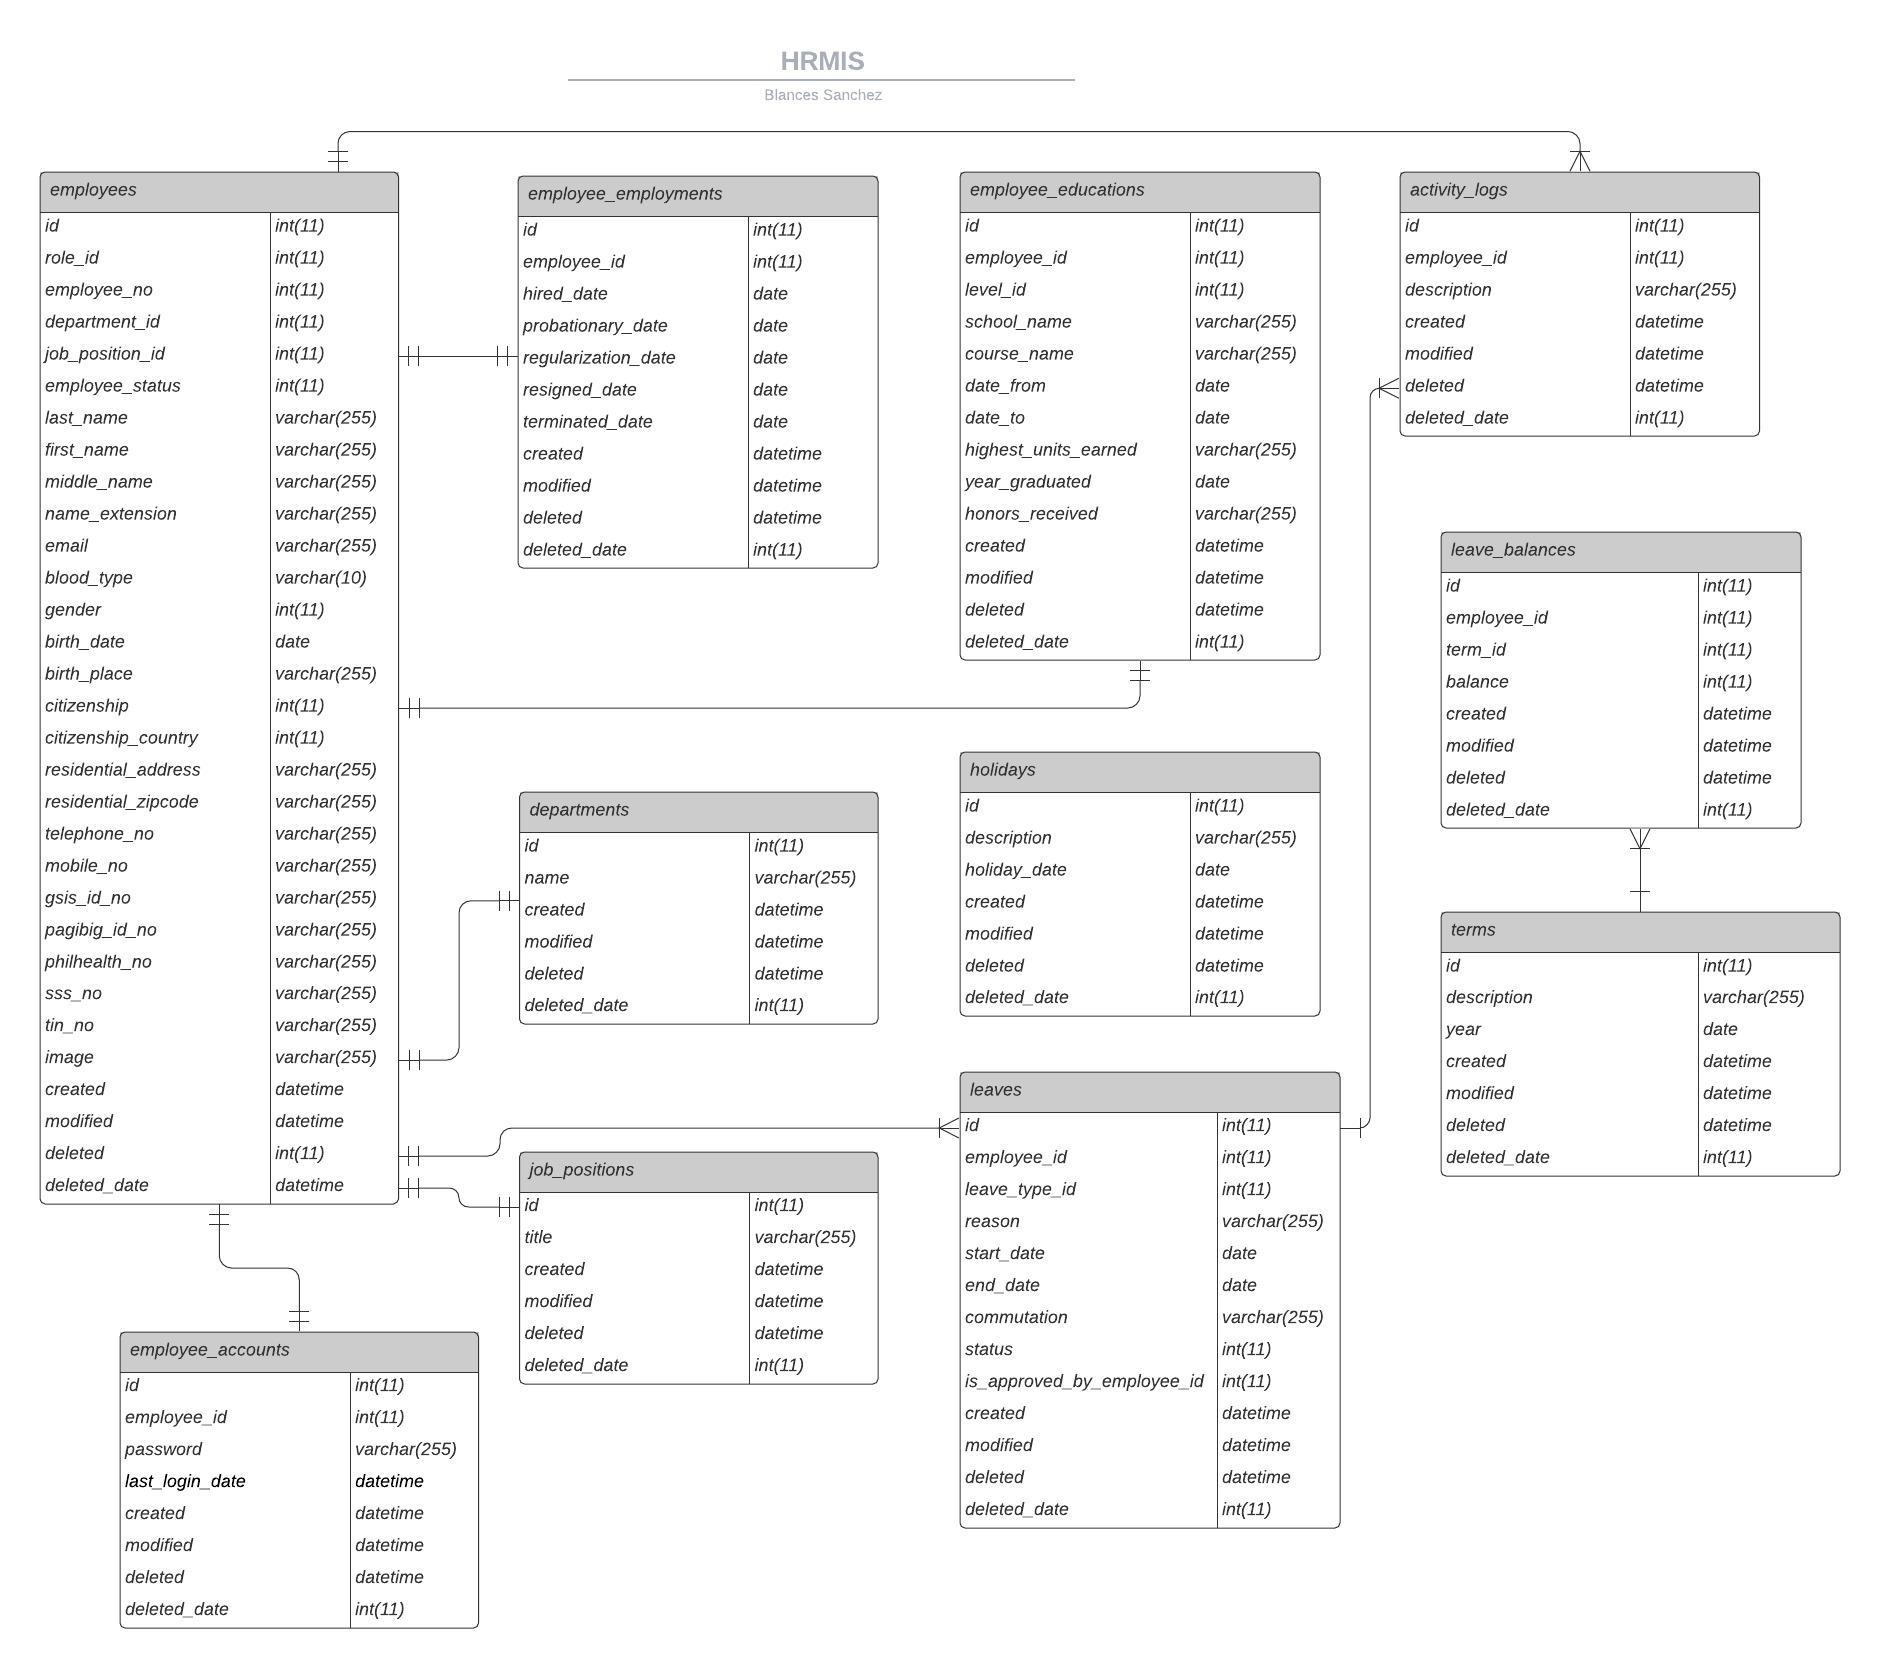 HRMIS
Blances Sanchez
employees
id int(11)
role_id int(11)
employee_no int(11)
department_id int(11)
job_position_id int(11)
employee_status int(11)
last_name varchar(255)
first_name varchar(255)
middle_name varchar(255)
name_extension varchar(255)
email varchar(255)
blood_type varchar(10)
gender int(11)
birth_date date
birth_place varchar(255)
citizenship int(11)
citizenship_country int(11)
residential_address varchar(255)
residential_zipcode varchar(255)
telephone_no varchar(255)
mobile_no varchar(255)
gsis_id_no varchar(255)
pagibig_id_no varchar(255)
philhealth_no varchar(255)
sss_no varchar(255)
tin_no varchar(255)
image varchar(255)
created datetime
modified datetime
deleted int(11)
deleted_date datetime
employee_employments
id int(11)
employee_id int(11)
hired_date date
probationary_date date
regularization_date date
resigned_date date
terminated_date date
created datetime
modified datetime
deleted datetime
deleted_date int(11)
employee_educations
id int(11)
employee_id int(11)
level_id int(11)
school_name varchar(255)
course_name varchar(255)
date_from date
date_to date
highest_units_earned varchar(255)
year_graduated date
honors_received varchar(255)
created datetime
modified datetime
deleted datetime
deleted_date int(11)
activity_logs
id int(11)
employee_id int(11)
description varchar(255)
created datetime
modified datetime
deleted datetime
deleted_date int(11)
leave_balances
id int(11)
employee_id int(11)
term_id int(11)
balance int(11)
created datetime
modified datetime
deleted datetime
deleted_date int(11)
departments
id int(11)
name varchar(255)
created datetime
modified datetime
deleted datetime
deleted_date int(11)
holidays
id int(11)
description varchar(255)
holiday_date date
created datetime
modified datetime
deleted datetime
deleted_date int(11)
terms
id int(11)
description varchar(255)
year date
created datetime
modified datetime
deleted datetime
deleted_date int(11)
job_positions
id int(11)
title varchar(255)
created datetime
modified datetime
deleted datetime
deleted_date int(11)
leaves
id int(11)
employee_id int(11)
leave_type_id int(11)
reason varchar(255)
start_date date
end_date date
commutation varchar(255)
status int(11)
is_approved_by_employee_id int(11)
created datetime
modified datetime
deleted datetime
deleted_date int(11)
employee_accounts
id int(11)
employee_id int(11)
password varchar(255)
last_login_date datetime
created datetime
modified datetime
deleted datetime
deleted_date int(11)